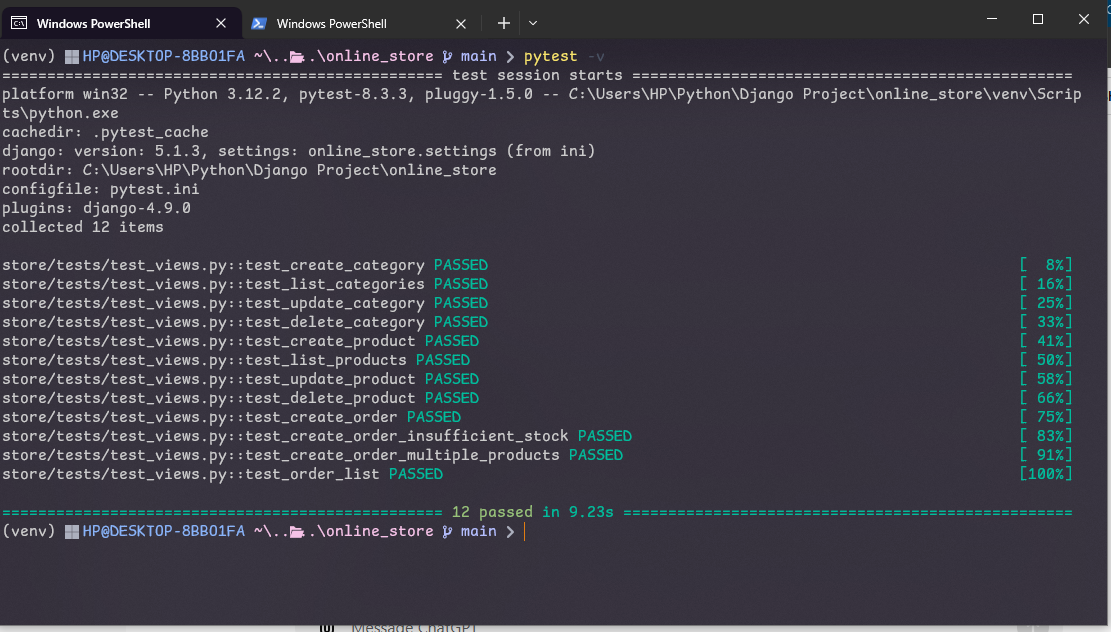 Windows PowerShell
Windows PowerShell
(venv) HP@DESKTOP-8BBO1FA ~\...\online_store main > pytest -v
================================================= test session starts =================================================
platform win32 -- Python 3.12.2, pytest-8.3.3, pluggy-1.5.0 -- C:\Users\HP\Python\Django Project\online_store\venv\Scrip
ts\python.exe
cachedir: .pytest_cache
django: version: 5.1.3, settings: online_store.settings (from ini)
rootdir: C:\Users\HP\Python\Django Project\online_store
configfile: pytest.ini
plugins: django-4.9.0
collected 12 items
store/tests/test_views.py::test_create_category PASSED [  8%]
store/tests/test_views.py::test_list_categories PASSED [ 16%]
store/tests/test_views.py::test_update_category PASSED [ 25%]
store/tests/test_views.py::test_delete_category PASSED [ 33%]
store/tests/test_views.py::test_create_product PASSED [ 41%]
store/tests/test_views.py::test_list_products PASSED [ 50%]
store/tests/test_views.py::test_update_product PASSED [ 58%]
store/tests/test_views.py::test_delete_product PASSED [ 66%]
store/tests/test_views.py::test_create_order PASSED [ 75%]
store/tests/test_views.py::test_create_order_insufficient_stock PASSED [ 83%]
store/tests/test_views.py::test_create_order_multiple_products PASSED [ 91%]
store/tests/test_views.py::test_order_list PASSED [100%]
================================================= 12 passed in 9.23s ==================================================
(venv) HP@DESKTOP-8BBO1FA ~\...\online_store main >
Message ChatGPT